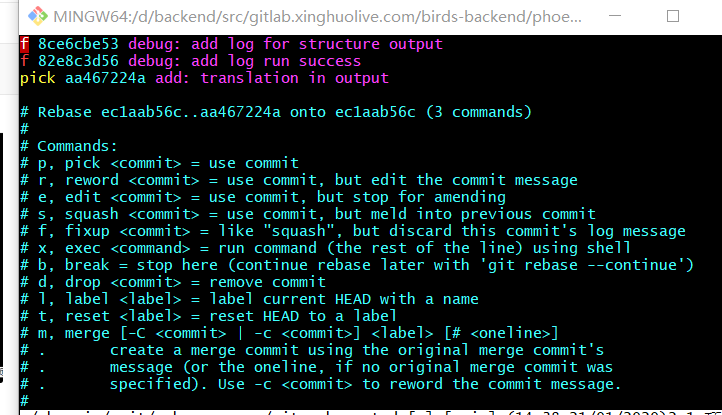 MINGW64:/d/backend/src/gitlab.xinghuolive.com/birds-backend/phoe...
f 8ce6cbe53 debug: add log for structure output
f 82e8c3d56 debug: add log run success
pick aa467224a add: translation in output
# Rebase ec1aab56c..aa467224a onto ec1aab56c (3 commands)
#
# Commands:
# p, pick <commit> = use commit
# r, reword <commit> = use commit, but edit the commit message
# e, edit <commit> = use commit, but stop for amending
# s, squash <commit> = use commit, but meld into previous commit
# f, fixup <commit> = like "squash", but discard this commit's log message
# x, exec <command> = run command (the rest of the line) using shell
# b, break = stop here (continue rebase later with 'git rebase --continue')
# d, drop <commit> = remove commit
# l, label <label> = label current HEAD with a name
# t, reset <label> = reset HEAD to a label
# m, merge [-C <commit> | -c <commit>] <label> [# <oneline>]
# .       create a merge commit using the original merge commit's
# .       message (or the oneline, if no original merge commit was
# .       specified). Use -c <commit> to reword the commit message.
#